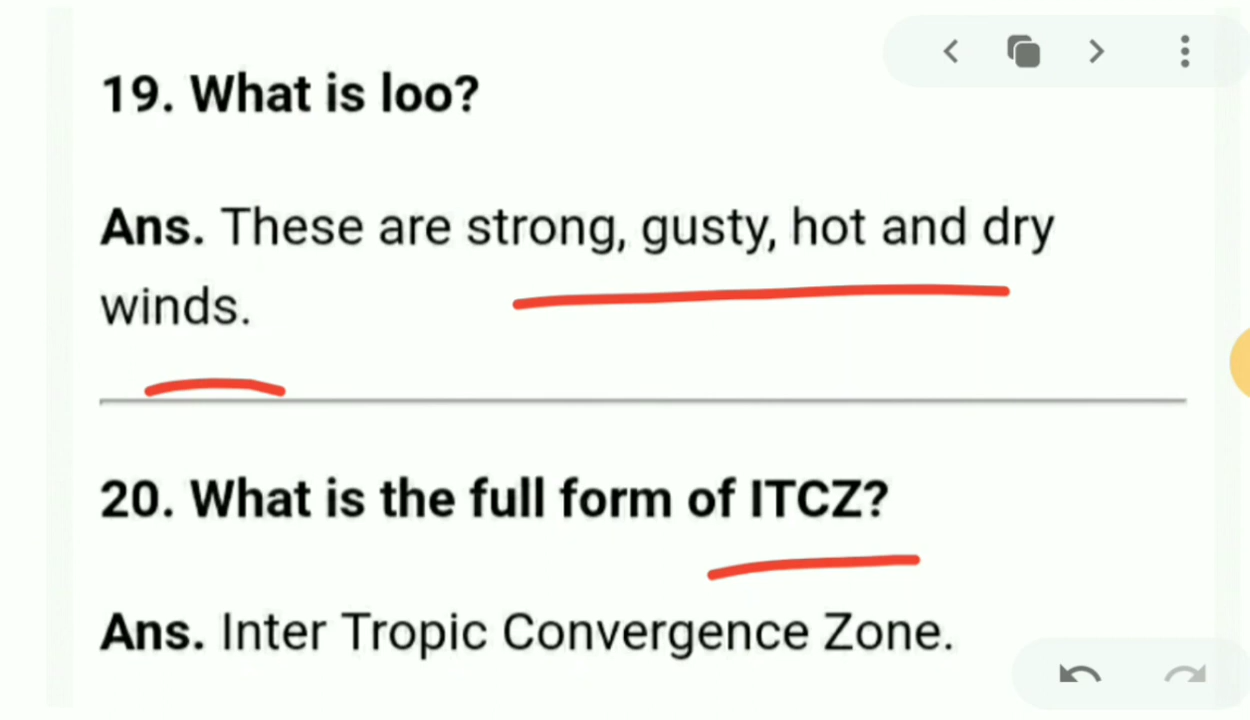 19. What is loo?
Ans. These are strong, gusty, hot and dry
winds.
20. What is the full form of ITCZ?
Ans. Inter Tropic Convergence Zone.